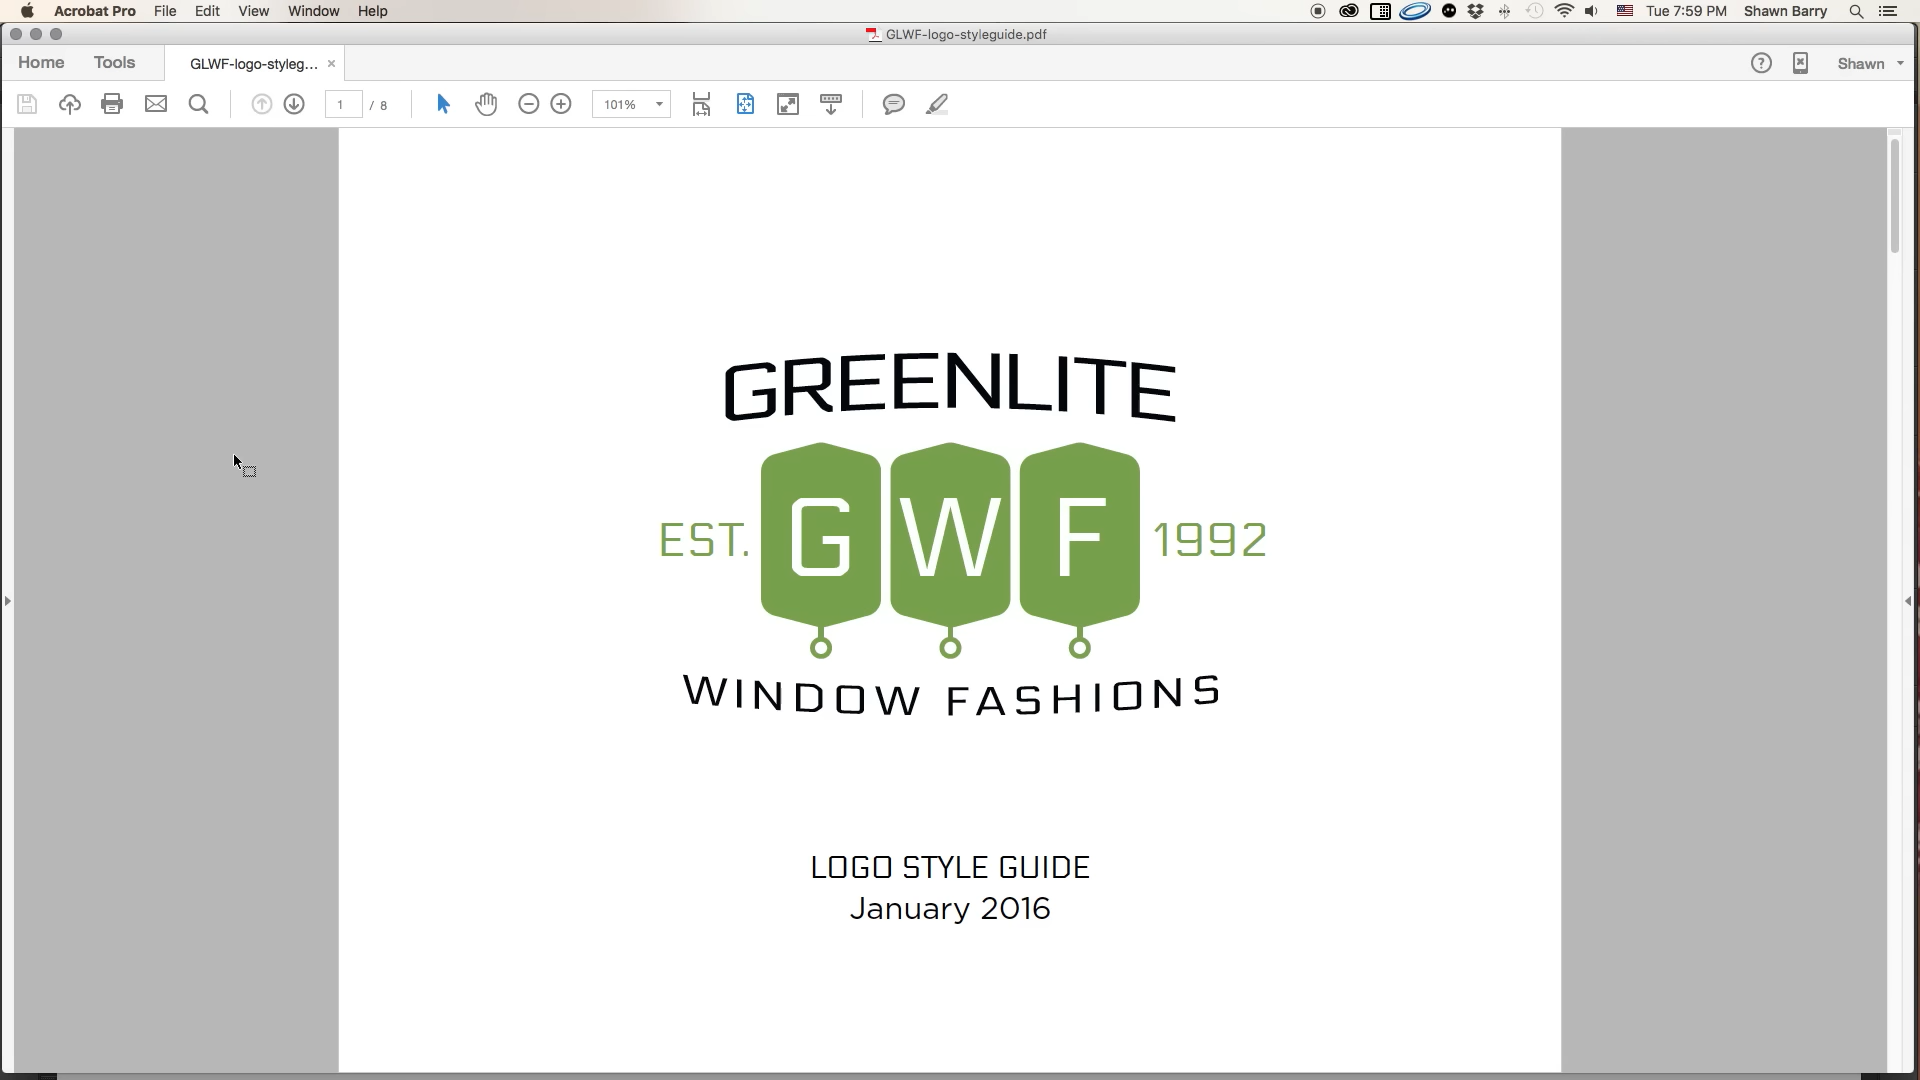 Acrobat Pro File Edit View Window Help Tue 7:59 PM Shawn Barry
GLWF-logo-styleguide.pdf
Home Tools GLWF-logo-styleg... × Shawn
1 / 8 101%
GREENLITE
EST. G W F 1992
WINDOW FASHIONS
LOGO STYLE GUIDE
January 2016